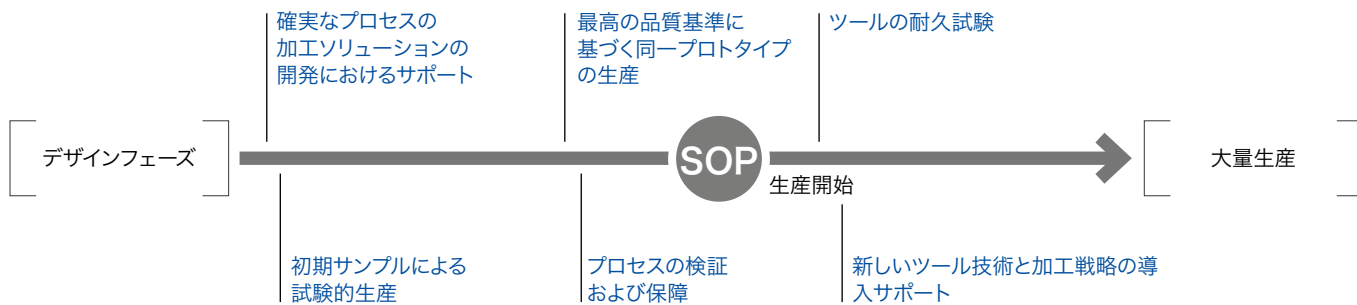 確実なプロセスの
加工ソリューションの
開発におけるサポート
最高の品質基準に
基づく同一プロトタイプ
の生産
ツールの耐久試験
デザインフェーズ
SOP
生産開始
大量生産
初期サンプルによる
試験的生産
プロセスの検証
および保障
新しいツール技術と加工戦略の導
入サポート